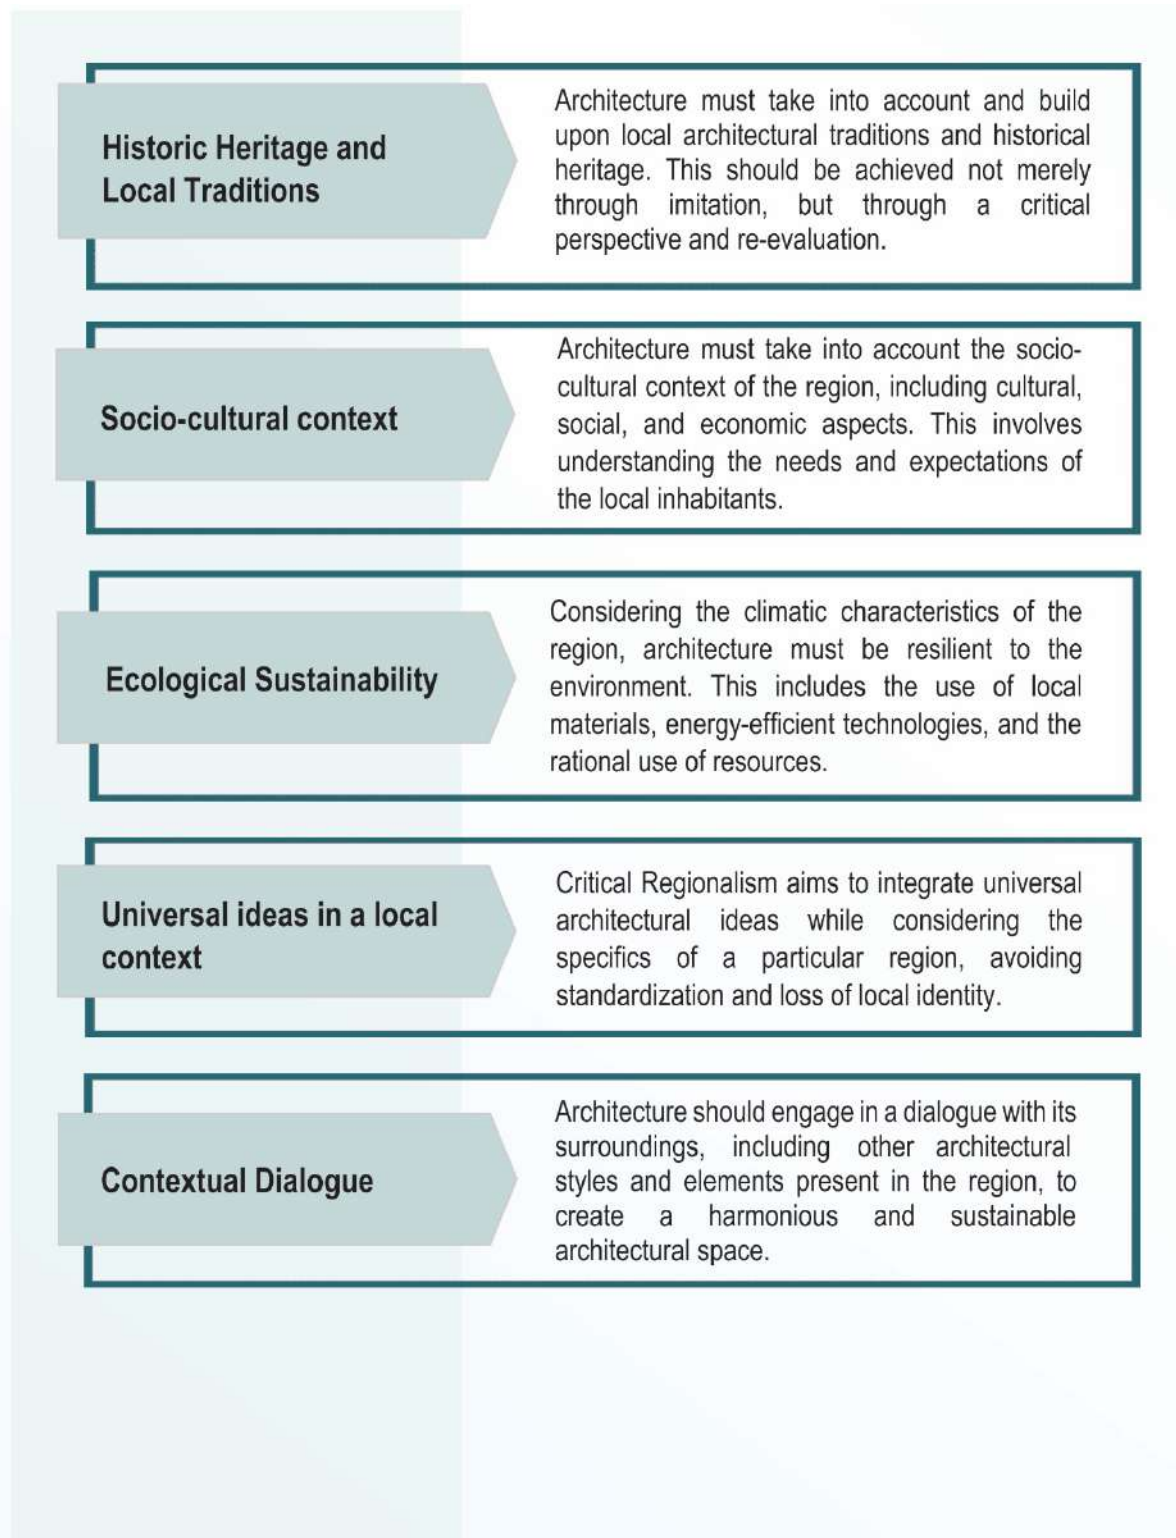 Historic Heritage and
Local Traditions
Architecture must take into account and build
upon local architectural traditions and historical
heritage. This should be achieved not merely
through imitation, but through a critical
perspective and re-evaluation.
Socio-cultural context
Architecture must take into account the socio-
cultural context of the region, including cultural,
social, and economic aspects. This involves
understanding the needs and expectations of
the local inhabitants.
Ecological Sustainability
Considering the climatic characteristics of the
region, architecture must be resilient to the
environment. This includes the use of local
materials, energy-efficient technologies, and the
rational use of resources.
Universal ideas in a local
context
Critical Regionalism aims to integrate universal
architectural ideas while considering the
specifics of a particular region, avoiding
standardization and loss of local identity.
Contextual Dialogue
Architecture should engage in a dialogue with its
surroundings, including other architectural
styles and elements present in the region, to
create a harmonious and sustainable
architectural space.